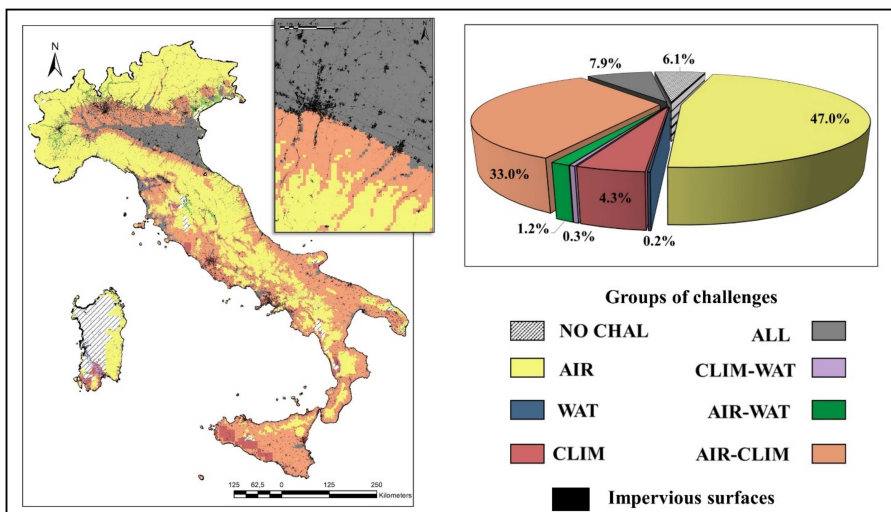 N
N
125 62,5 0 125 250
Kilometers
7.9%
6.1%
47.0%
33.0%
4.3%
1.2%
0.3%
0.2%
Groups of challenges
NO CHAL
ALL
AIR
CLIM-WAT
WAT
AIR-WAT
CLIM
AIR-CLIM
Impervious surfaces